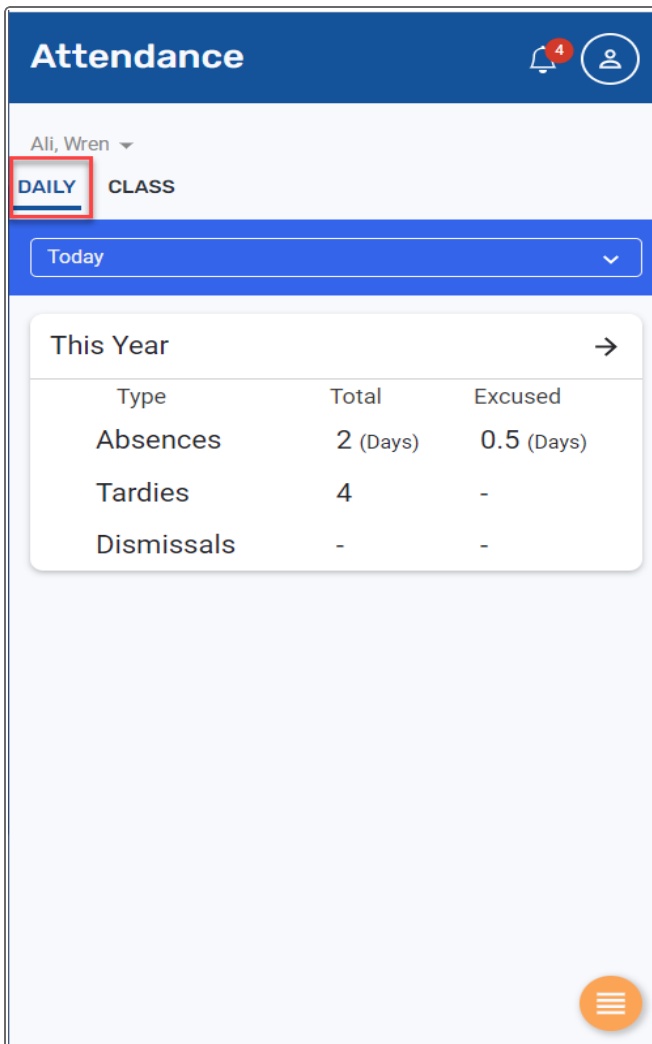 Attendance
4
Ali, Wren
DAILY CLASS
Today
This Year
Type Total Excused
Absences 2 (Days) 0.5 (Days)
Tardies 4 -
Dismissals - -